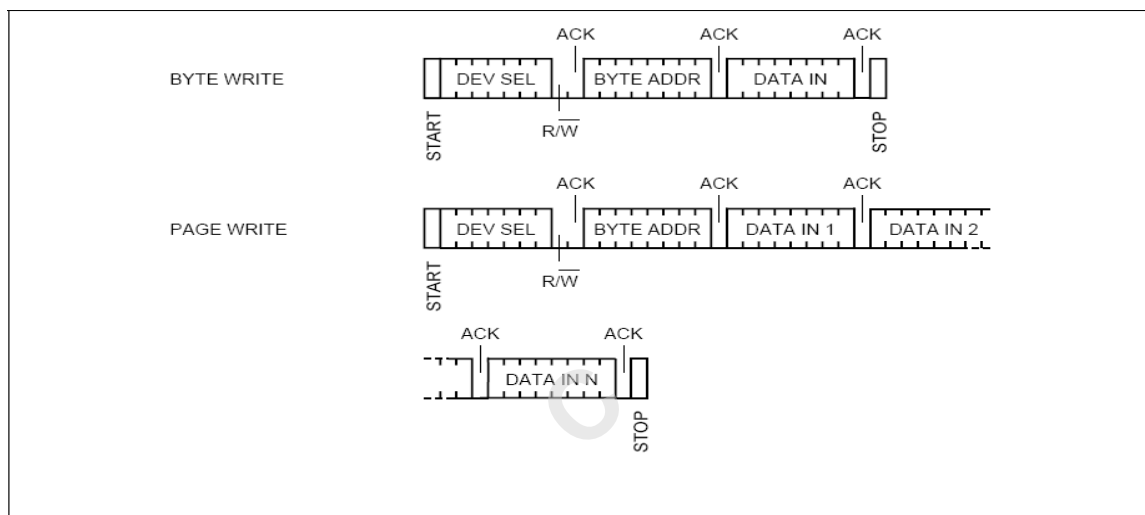 ACK ACK ACK
BYTE WRITE DEV SEL BYTE ADDR DATA IN
START R/W̅ STOP
ACK ACK ACK
PAGE WRITE DEV SEL BYTE ADDR DATA IN 1 DATA IN 2
START R/W̅
ACK ACK
DATA IN N
STOP